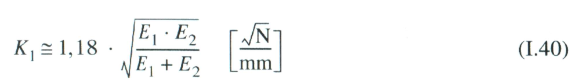 K₁ ≅ 1,18 · √((E₁ · E₂)/(E₁ + E₂)) [√N/mm] (I.40)